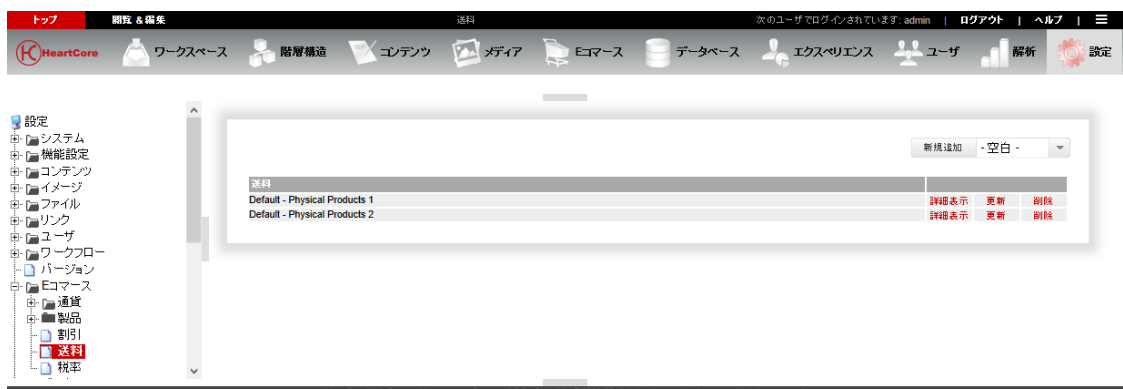 トップ 閲覧 & 編集 送料 次のユーザでログインされています: admin | ログアウト | ヘルプ |
HeartCore ワークスペース 階層構造 コンテンツ メディア Eコマース データベース エクスペリエンス ユーザ 解析 設定
設定
システム
機能設定
コンテンツ
イメージ
ファイル
リンク
ユーザ
ワークフロー
バージョン
Eコマース
通貨
製品
割引
送料
税率
新規追加 - 空白 -
送料
Default - Physical Products 1 詳細表示 更新 削除
Default - Physical Products 2 詳細表示 更新 削除